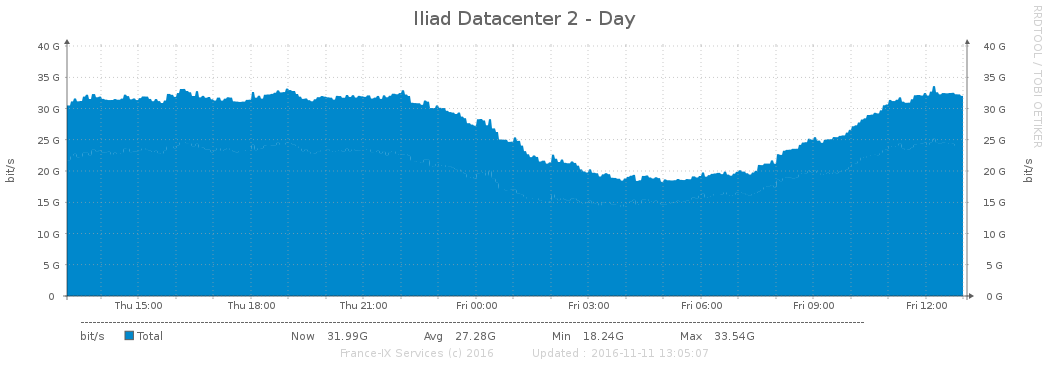 Iliad Datacenter 2 - Day
RRDTOOL / TOBI OETIKER
40 G 40 G
35 G 35 G
30 G 30 G
25 G 25 G
20 G 20 G
15 G 15 G
10 G 10 G
5 G 5 G
0 0 G
bit/s bit/s
Thu 15:00 Thu 18:00 Thu 21:00 Fri 00:00 Fri 03:00 Fri 06:00 Fri 09:00 Fri 12:00
bit/s Total Now 31.99G Avg 27.28G Min 18.24G Max 33.54G
France-IX Services (c) 2016 Updated : 2016-11-11 13:05:07